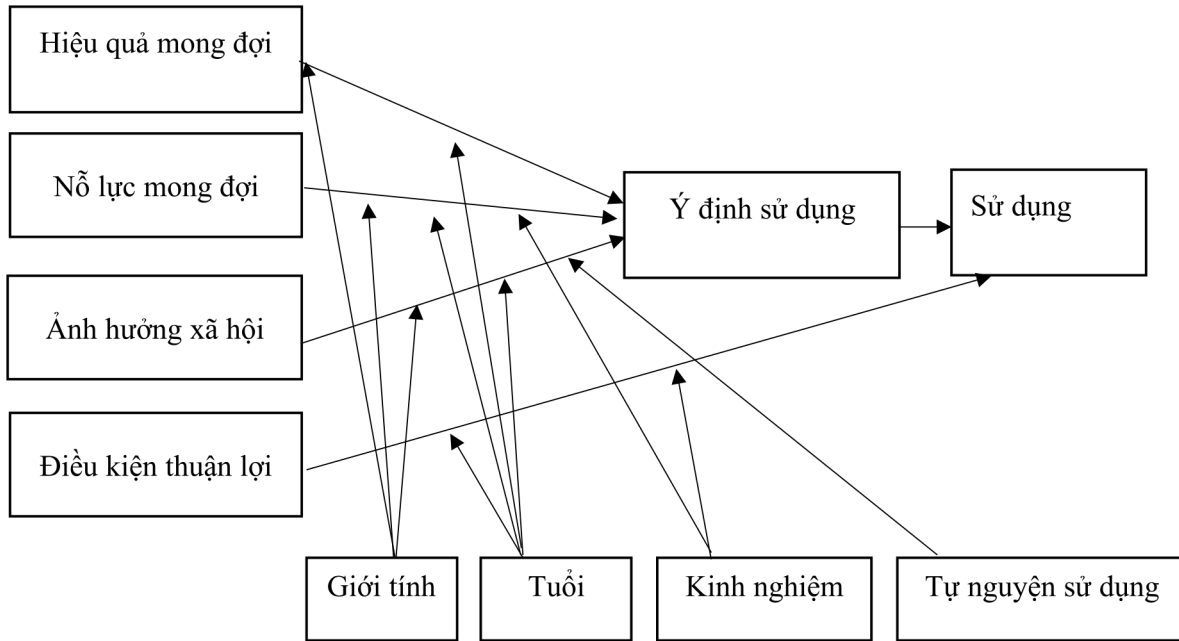 Hiệu quả mong đợi
Nỗ lực mong đợi
Ý định sử dụng
Sử dụng
Ảnh hưởng xã hội
Điều kiện thuận lợi
Giới tính
Tuổi
Kinh nghiệm
Tự nguyện sử dụng